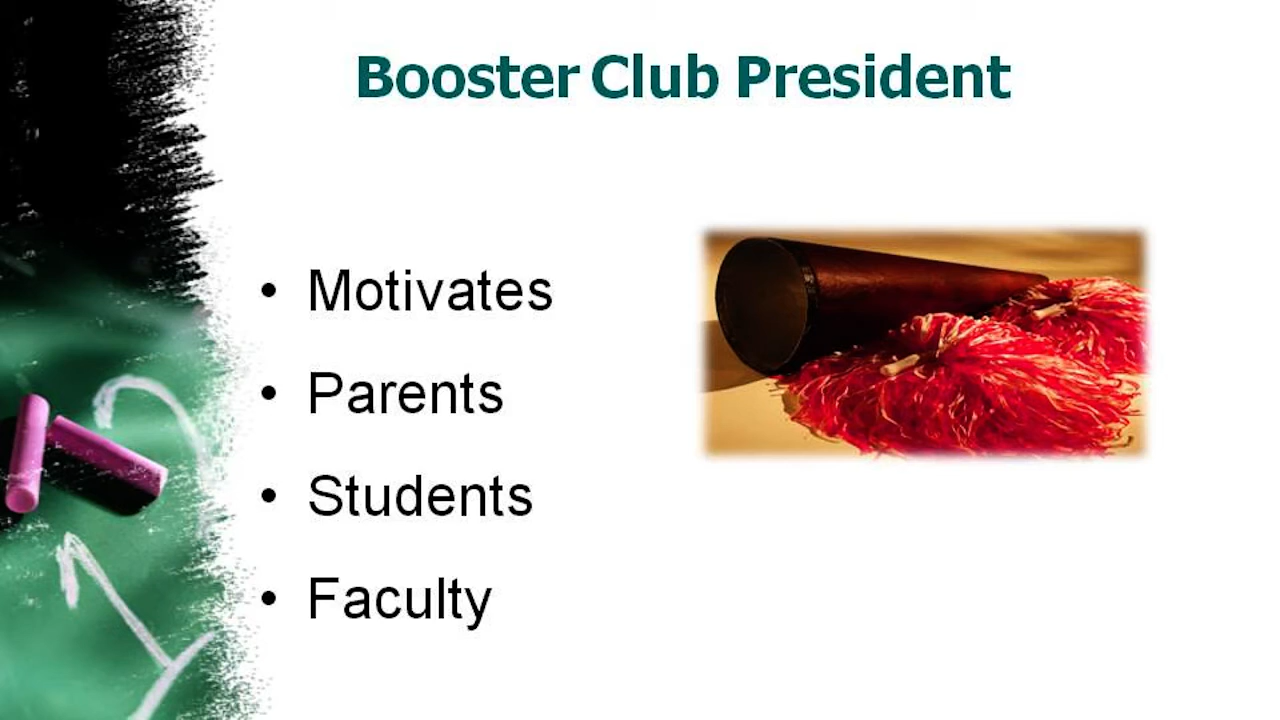 Booster Club President
• Motivates
• Parents
• Students
• Faculty